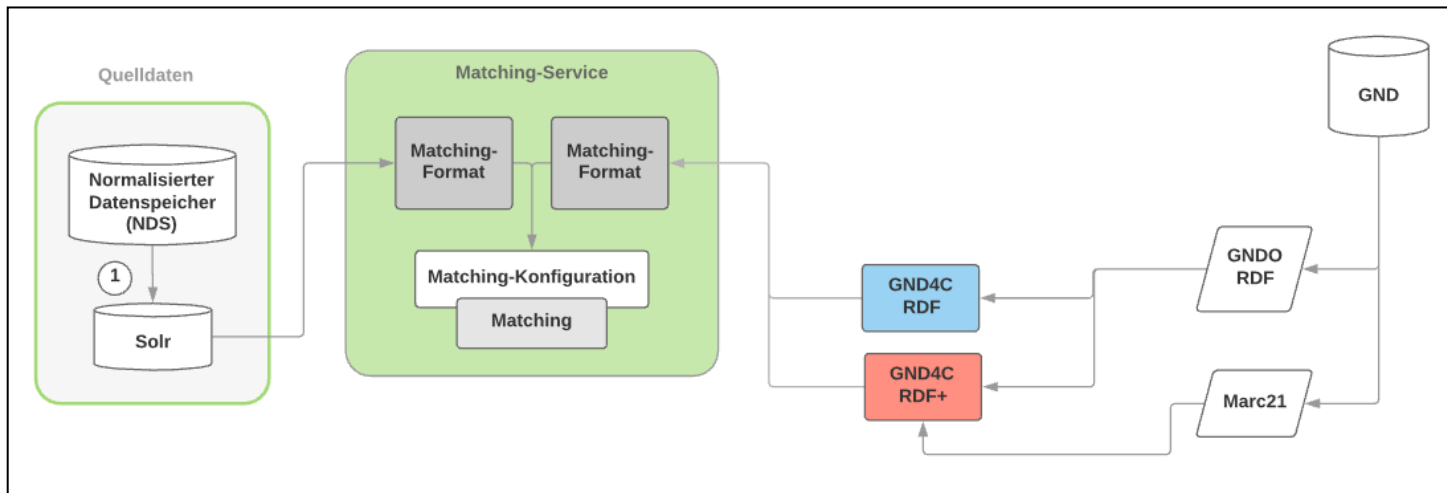 Quelldaten
Normalisierter
Datenspeicher
(NDS)
1
Solr
Matching-Service
Matching-
Format
Matching-
Format
Matching-Konfiguration
Matching
GND4C
RDF
GND4C
RDF+
GNDO
RDF
Marc21
GND